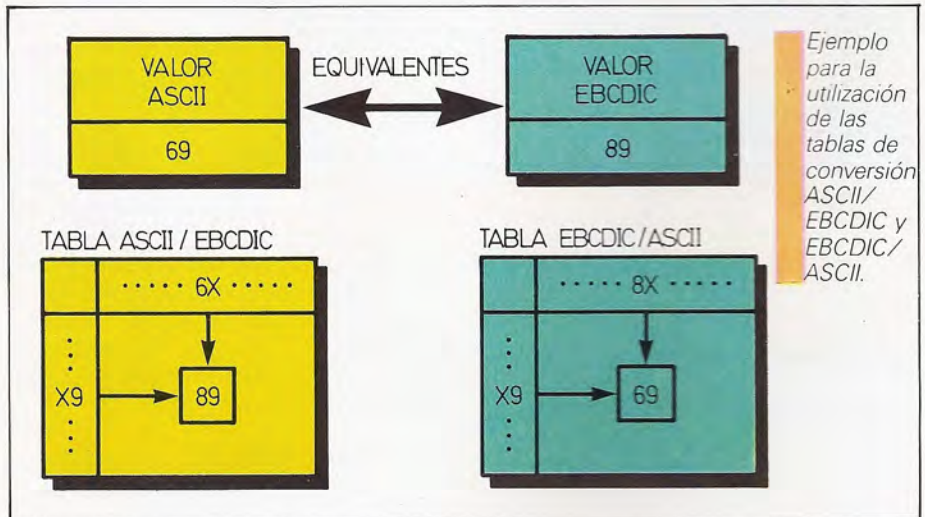 VALOR
ASCII
69
EQUIVALENTES
VALOR
EBCDIC
89
Ejemplo
para la
utilización
de las
tablas de
conversión
ASCII/
EBCDIC y
EBCDIC/
ASCII.
TABLA ASCII / EBCDIC
····· 6X ·····
X9
89
TABLA EBCDIC/ASCII
····· 8X ·····
X9
69